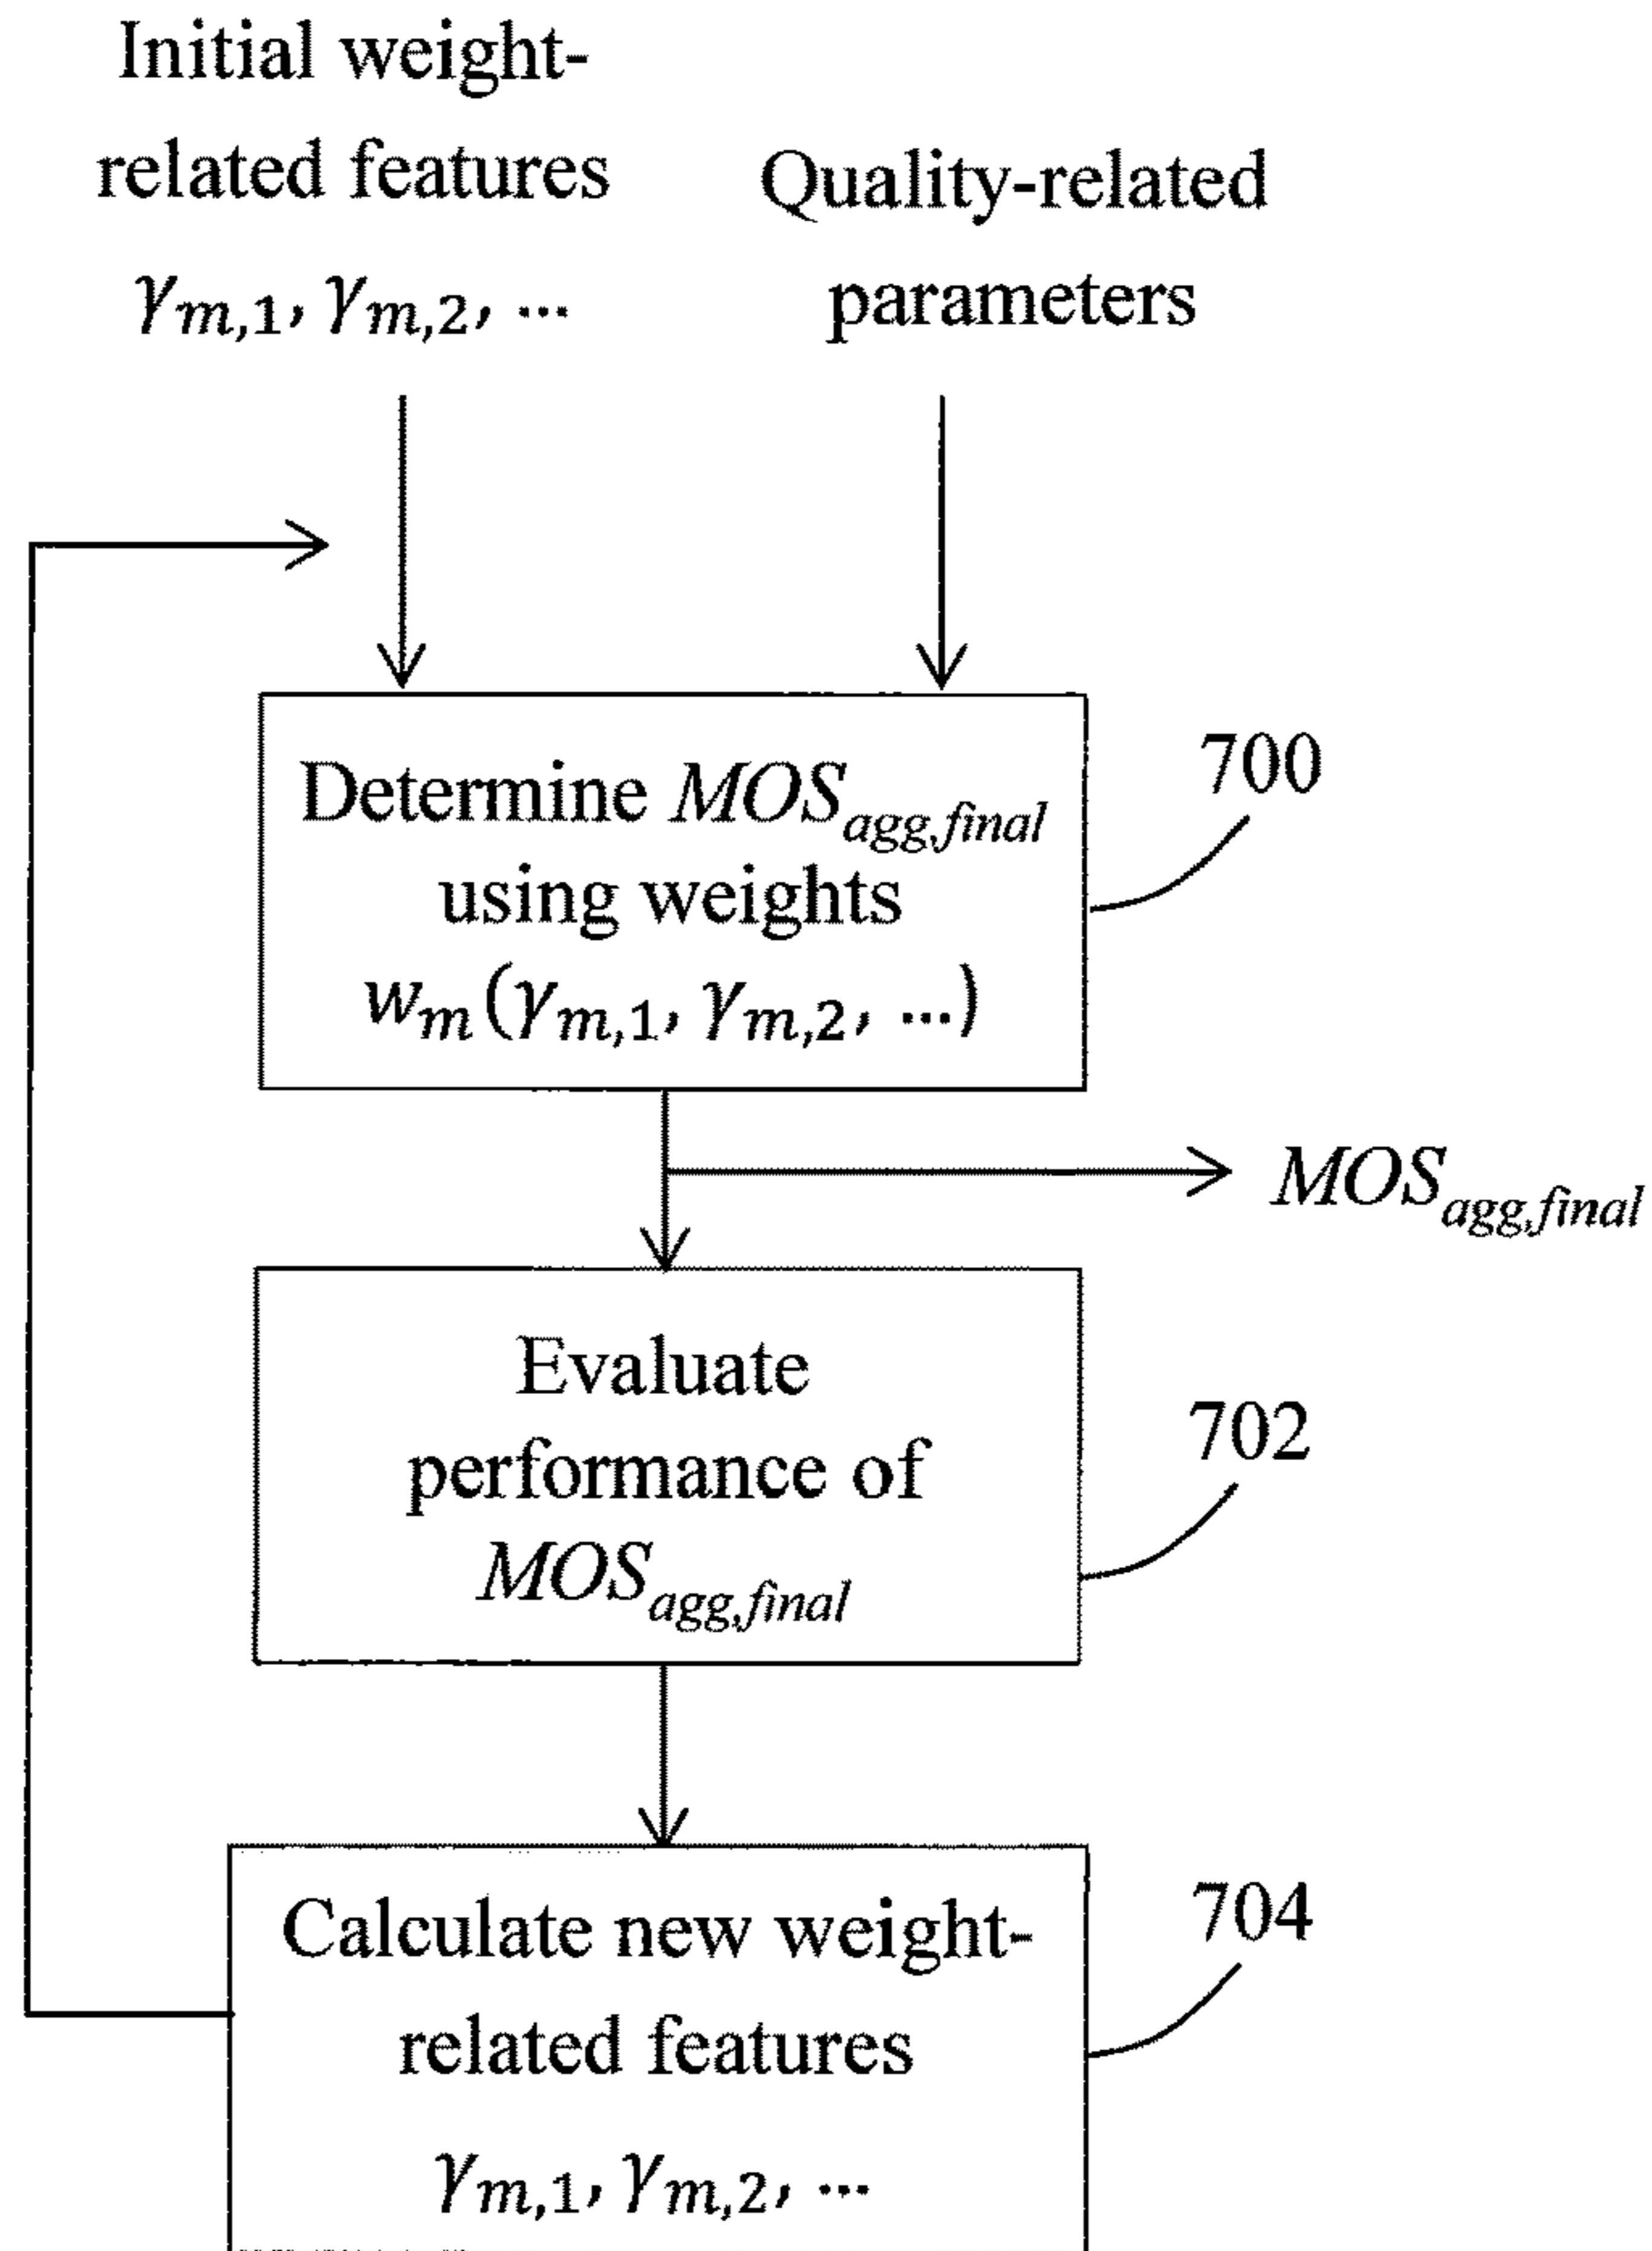 Initial weight-
related features
γm,1, γm,2, ...
Quality-related
parameters
Determine MOSagg,final
using weights
wm(γm,1, γm,2, ...)
700
MOSagg,final
Evaluate
performance of
MOSagg,final
702
Calculate new weight-
related features
γm,1, γm,2, ...
704